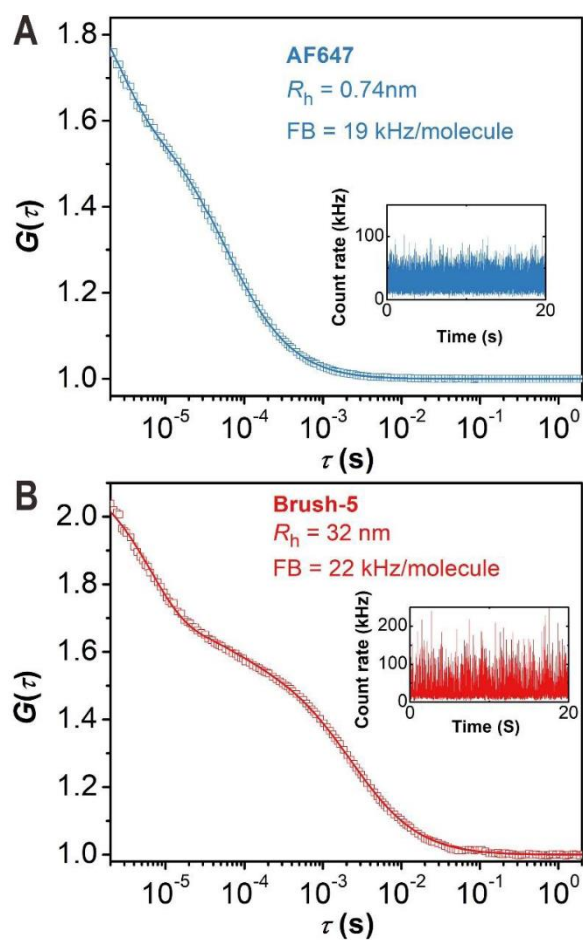 A
1.8
1.6
1.4
1.2
1.0
G(τ)
AF647
Rₕ = 0.74nm
FB = 19 kHz/molecule
Count rate (kHz)
100
0
0
20
Time (s)
10⁻⁵
10⁻⁴
10⁻³
10⁻²
10⁻¹
10⁰
τ (s)
B
2.0
1.8
1.6
1.4
1.2
1.0
G(τ)
Brush-5
Rₕ = 32 nm
FB = 22 kHz/molecule
Count rate (kHz)
200
100
0
0
20
Time (S)
10⁻⁵
10⁻⁴
10⁻³
10⁻²
10⁻¹
10⁰
τ (s)